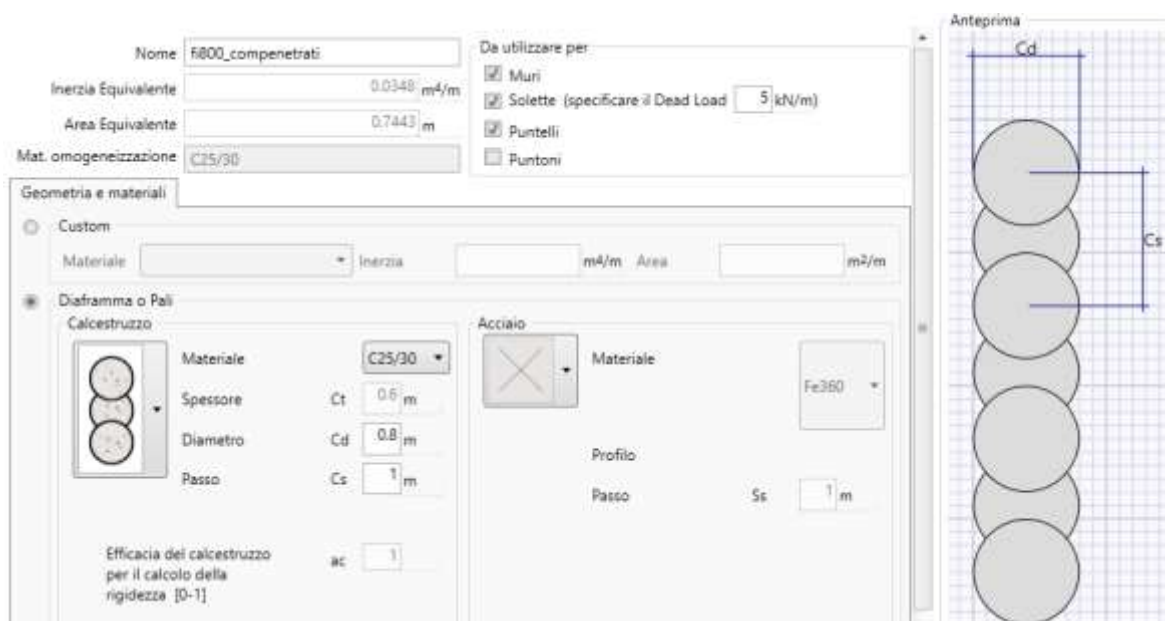 Anteprima
Nome fi800_compenetrati
Da utilizzare per
Cd
Inerzia Equivalente 0.0348 m⁴/m
Muri
Solette (specificare il Dead Load 5 kN/m)
Area Equivalente 0.7443 m
Puntelli
Mat. omogeneizzazione C25/30
Puntoni
Geometria e materiali
Custom
Cs
Materiale Inerzia m⁴/m Area m²/m
Diaframma o Pali
Calcestruzzo
Acciaio
Materiale C25/30
Materiale
Fe360
Spessore Ct 0.6 m
Diametro Cd 0.8 m
Profilo
Passo Cs 1 m
Passo Ss 1 m
Efficacia del calcestruzzo
per il calcolo della
rigidezza [0-1]
ac 1